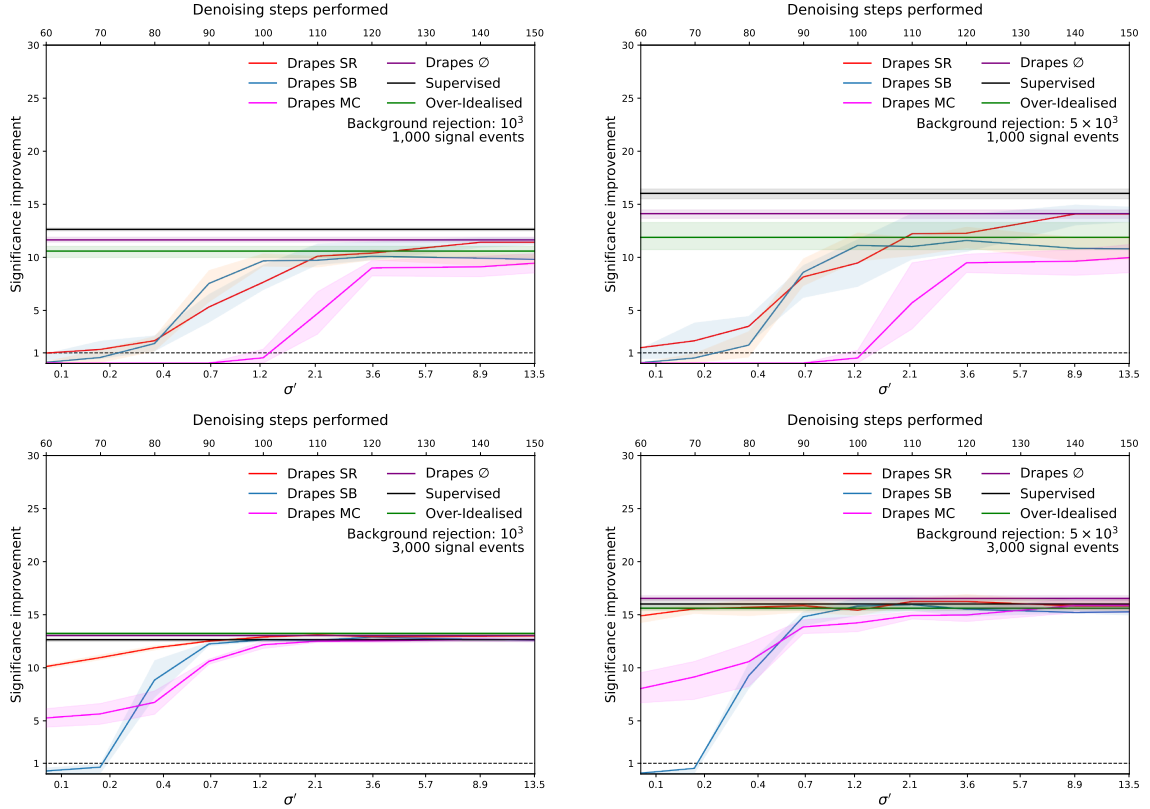 Denoising steps performed
60 70 80 90 100 110 120 130 140 150
30
25
20
15
10
5
1
Significance improvement
Drapes SR
Drapes SB
Drapes MC
Drapes ∅
Supervised
Over-Idealised
Background rejection: 10³
1,000 signal events
0.1 0.2 0.4 0.7 1.2 2.1 3.6 5.7 8.9 13.5
σ′
Denoising steps performed
60 70 80 90 100 110 120 130 140 150
30
25
20
15
10
5
1
Significance improvement
Drapes SR
Drapes SB
Drapes MC
Drapes ∅
Supervised
Over-Idealised
Background rejection: 5 × 10³
1,000 signal events
0.1 0.2 0.4 0.7 1.2 2.1 3.6 5.7 8.9 13.5
σ′
Denoising steps performed
60 70 80 90 100 110 120 130 140 150
30
25
20
15
10
5
1
Significance improvement
Drapes SR
Drapes SB
Drapes MC
Drapes ∅
Supervised
Over-Idealised
Background rejection: 10³
3,000 signal events
0.1 0.2 0.4 0.7 1.2 2.1 3.6 5.7 8.9 13.5
σ′
Denoising steps performed
60 70 80 90 100 110 120 130 140 150
30
25
20
15
10
5
1
Significance improvement
Drapes SR
Drapes SB
Drapes MC
Drapes ∅
Supervised
Over-Idealised
Background rejection: 5 × 10³
3,000 signal events
0.1 0.2 0.4 0.7 1.2 2.1 3.6 5.7 8.9 13.5
σ′